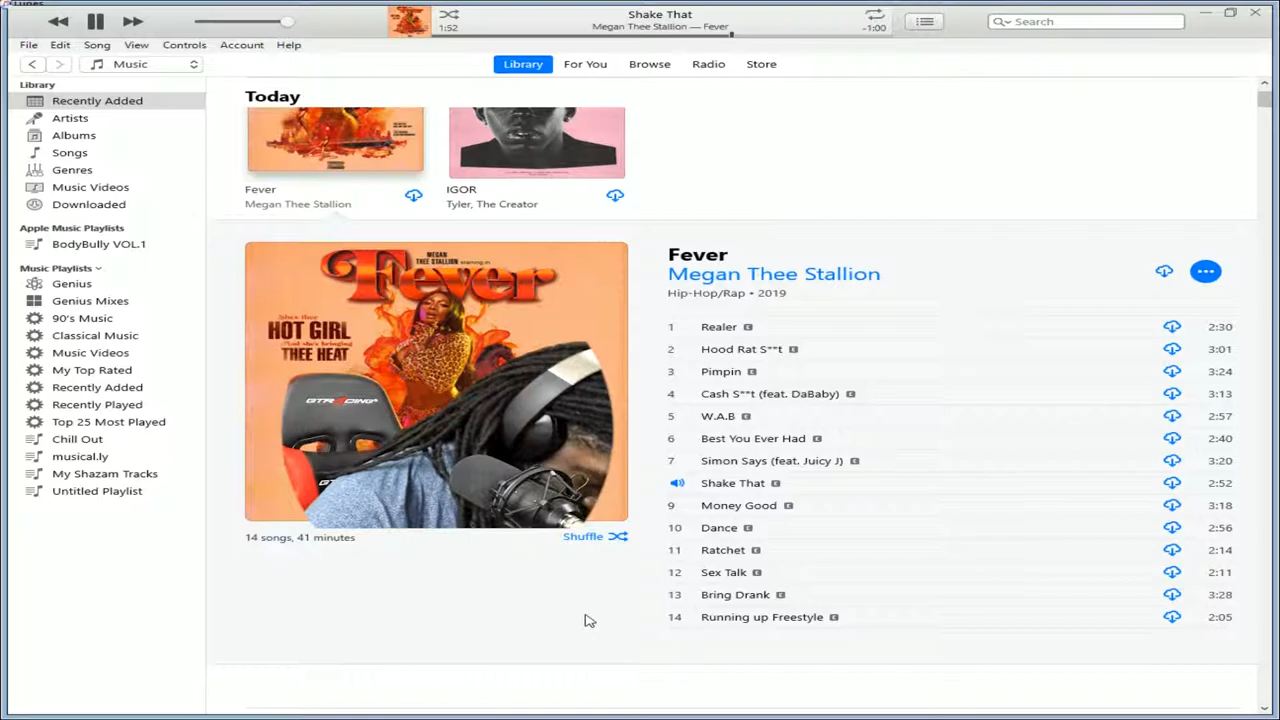 iTunes
Shake That
Megan Thee Stallion — Fever
1:52
-1:00
Search
File Edit Song View Controls Account Help
Music
Library For You Browse Radio Store
Library
Recently Added
Artists
Albums
Songs
Genres
Music Videos
Downloaded
Apple Music Playlists
BodyBully VOL.1
Music Playlists
Genius
Genius Mixes
90's Music
Classical Music
Music Videos
My Top Rated
Recently Added
Recently Played
Top 25 Most Played
Chill Out
musical.ly
My Shazam Tracks
Untitled Playlist
Today
Fever
Megan Thee Stallion
IGOR
Tyler, The Creator
MEGAN
THEE STALLION starring in
Fever
She's thee
HOT GIRL
And she's bringing
THEE HEAT
GTRACING
14 songs, 41 minutes
Shuffle
Fever
Megan Thee Stallion
Hip-Hop/Rap • 2019
1 Realer E 2:30
2 Hood Rat S**t E 3:01
3 Pimpin E 3:24
4 Cash S**t (feat. DaBaby) E 3:13
5 W.A.B E 2:57
6 Best You Ever Had E 2:40
7 Simon Says (feat. Juicy J) E 3:20
Shake That E 2:52
9 Money Good E 3:18
10 Dance E 2:56
11 Ratchet E 2:14
12 Sex Talk E 2:11
13 Bring Drank E 3:28
14 Running up Freestyle E 2:05